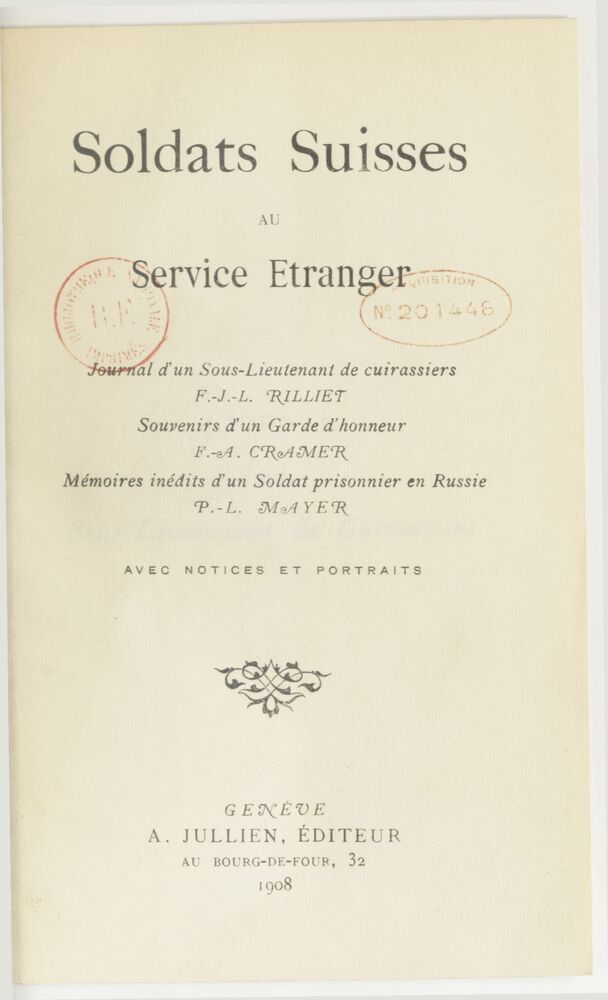 Soldats Suisses
AU
Service Etranger
R.F.
Nº 201446
Journal d'un Sous-Lieutenant de cuirassiers
F.-J.-L. RILLIET
Souvenirs d'un Garde d'honneur
F.-A. CRAMER
Mémoires inédits d'un Soldat prisonnier en Russie
P.-L. MAYER
AVEC NOTICES ET PORTRAITS
GENÈVE
A. JULLIEN, ÉDITEUR
AU BOURG-DE-FOUR, 32
1908